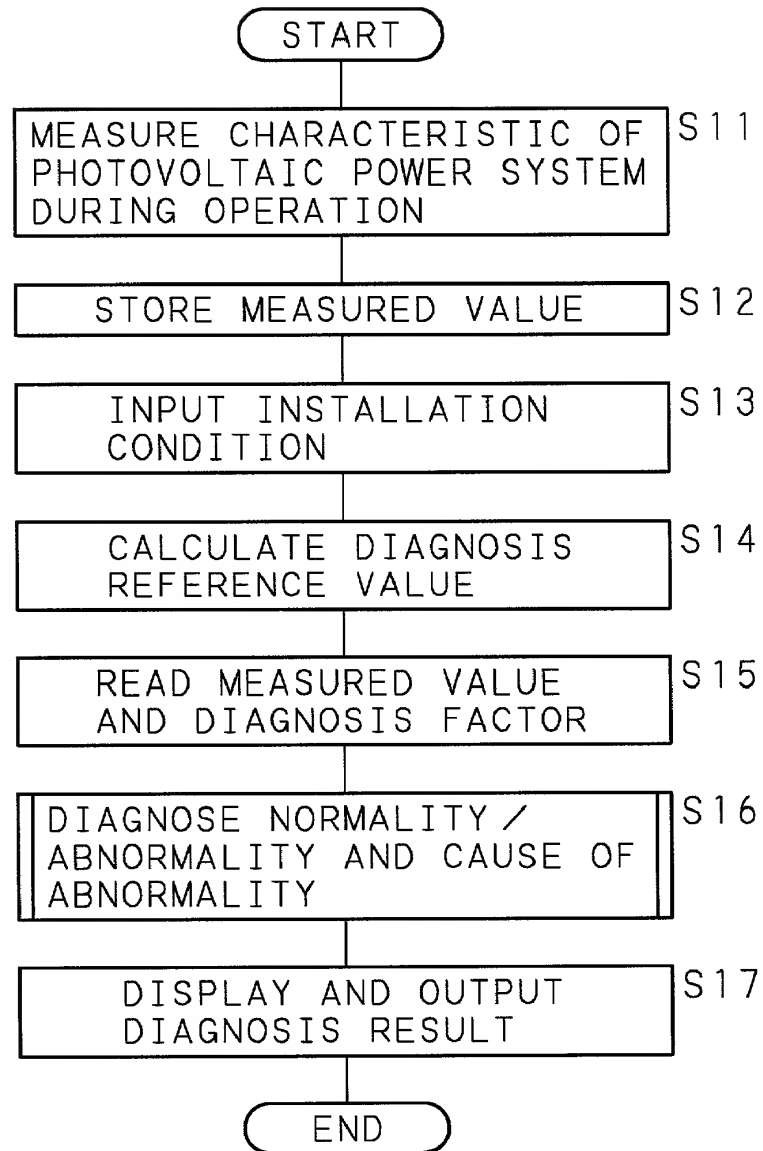 START
MEASURE CHARACTERISTIC OF S11
PHOTOVOLTAIC POWER SYSTEM
DURING OPERATION
STORE MEASURED VALUE S12
INPUT INSTALLATION S13
CONDITION
CALCULATE DIAGNOSIS S14
REFERENCE VALUE
READ MEASURED VALUE S15
AND DIAGNOSIS FACTOR
DIAGNOSE NORMALITY/ S16
ABNORMALITY AND CAUSE OF
ABNORMALITY
DISPLAY AND OUTPUT S17
DIAGNOSIS RESULT
END